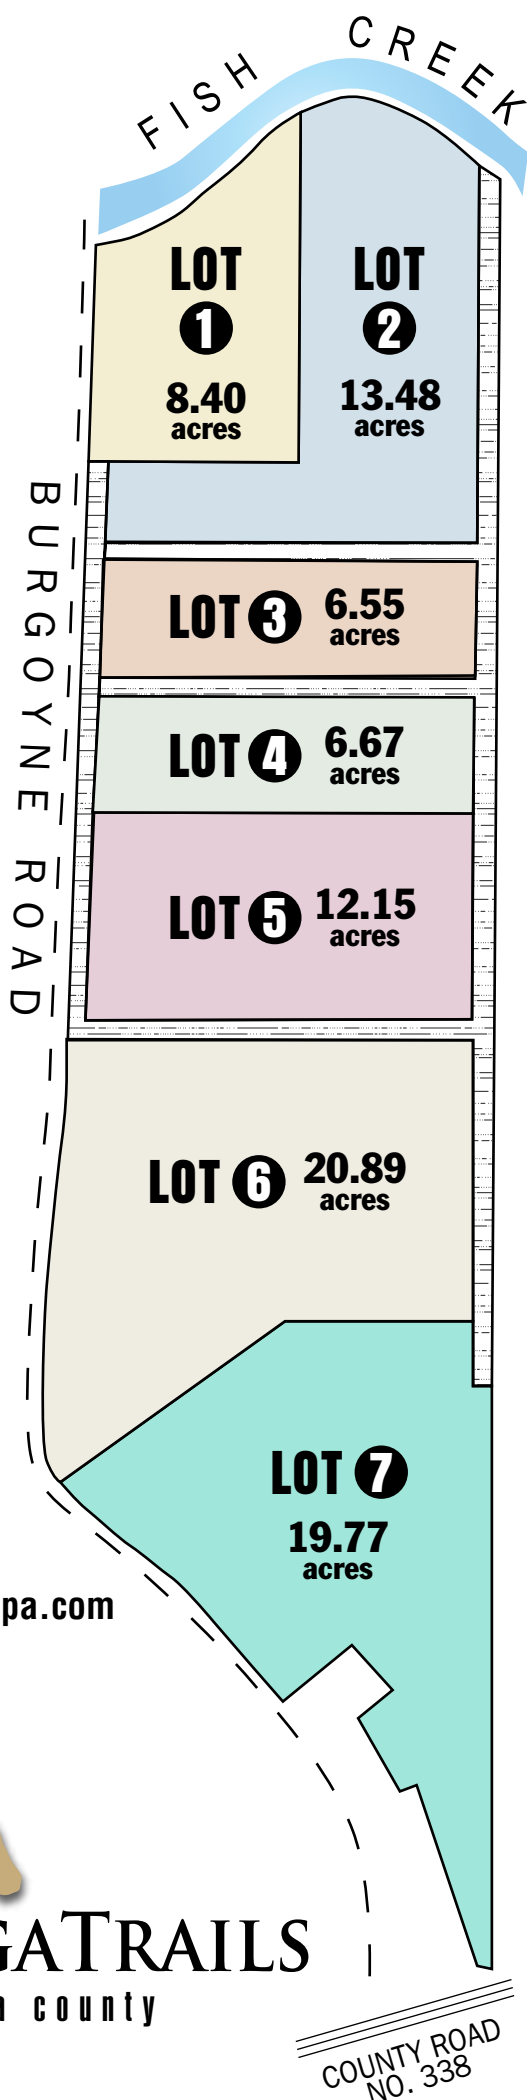 FISH CREEK
LOT
1
8.40
acres
LOT
2
13.48
acres
BURGOYNE ROAD
LOT 3 6.55
acres
LOT 4 6.67
acres
LOT 5 12.15
acres
LOT 6 20.89
acres
LOT 7
19.77
acres
pa.com
GATRAILS
county
COUNTY ROAD
NO. 338